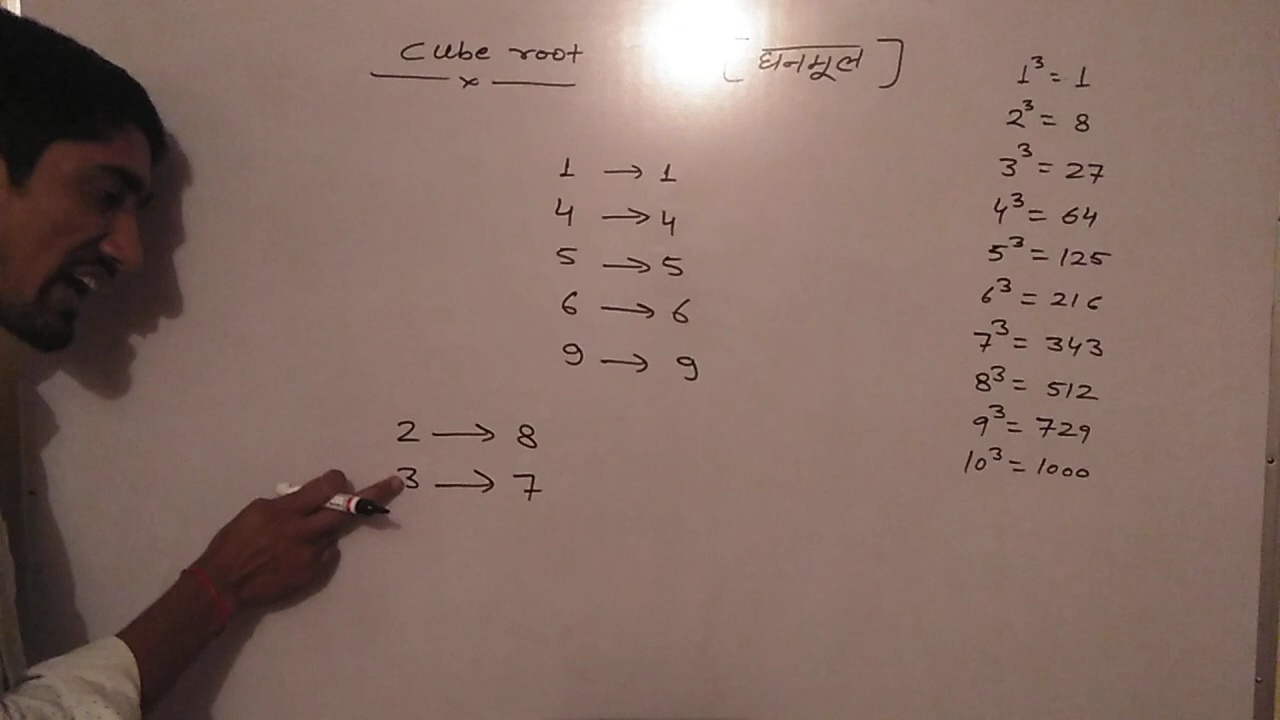 Cube root [घनमूल]
1 → 1
4 → 4
5 → 5
6 → 6
9 → 9
2 → 8
3 → 7
1³ = 1
2³ = 8
3³ = 27
4³ = 64
5³ = 125
6³ = 216
7³ = 343
8³ = 512
9³ = 729
10³ = 1000